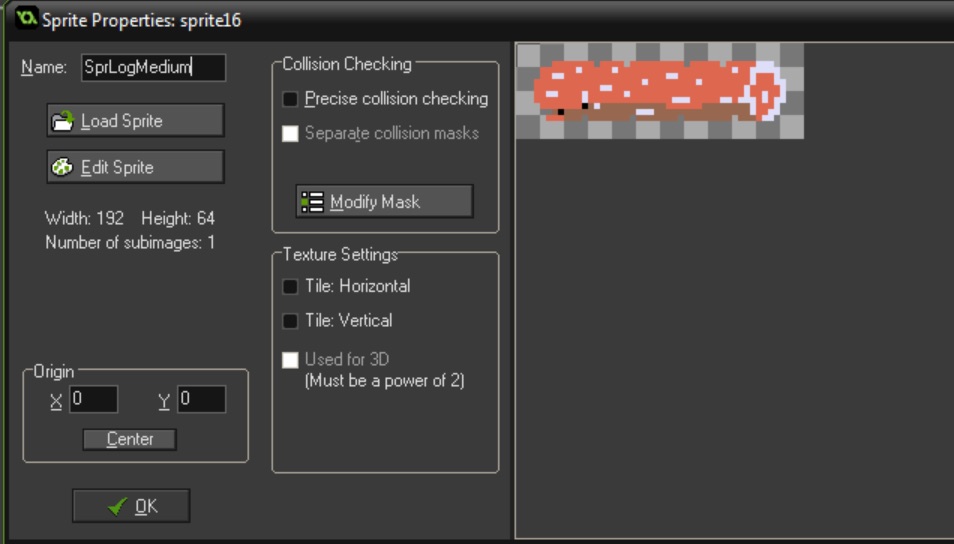 Sprite Properties: sprite16
Name: SprLogMedium
Load Sprite
Edit Sprite
Width: 192 Height: 64
Number of subimages: 1
Origin
X 0 Y 0
Center
OK
Collision Checking
Precise collision checking
Separate collision masks
Modify Mask
Texture Settings
Tile: Horizontal
Tile: Vertical
Used for 3D
(Must be a power of 2)